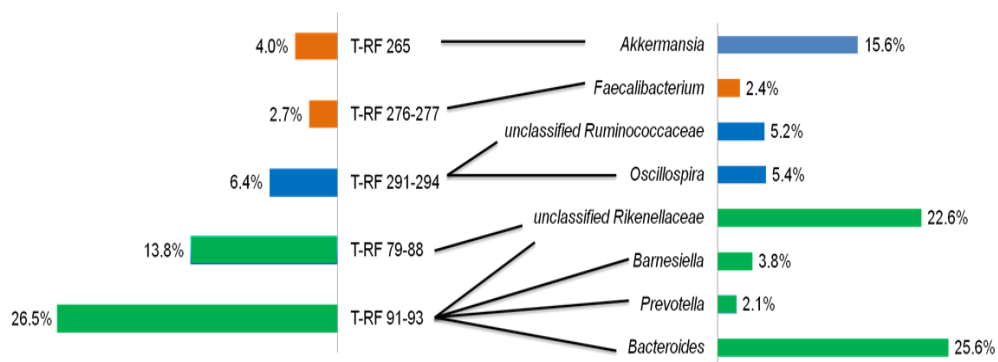 4.0% T-RF 265 Akkermansia 15.6%
Faecalibacterium 2.4%
2.7% T-RF 276-277
unclassified Ruminococcaceae 5.2%
6.4% T-RF 291-294 Oscillospira 5.4%
unclassified Rikenellaceae 22.6%
13.8% T-RF 79-88
Barnesiella 3.8%
Prevotella 2.1%
26.5% T-RF 91-93
Bacteroides 25.6%